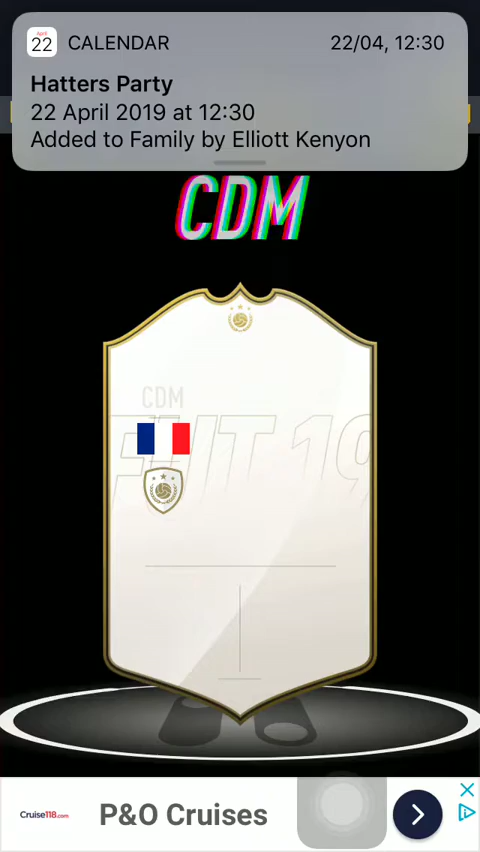 April
22
CALENDAR
22/04, 12:30
Hatters Party
22 April 2019 at 12:30
Added to Family by Elliott Kenyon
CDM
CDM
FUT 19
Cruise118.com
P&O Cruises